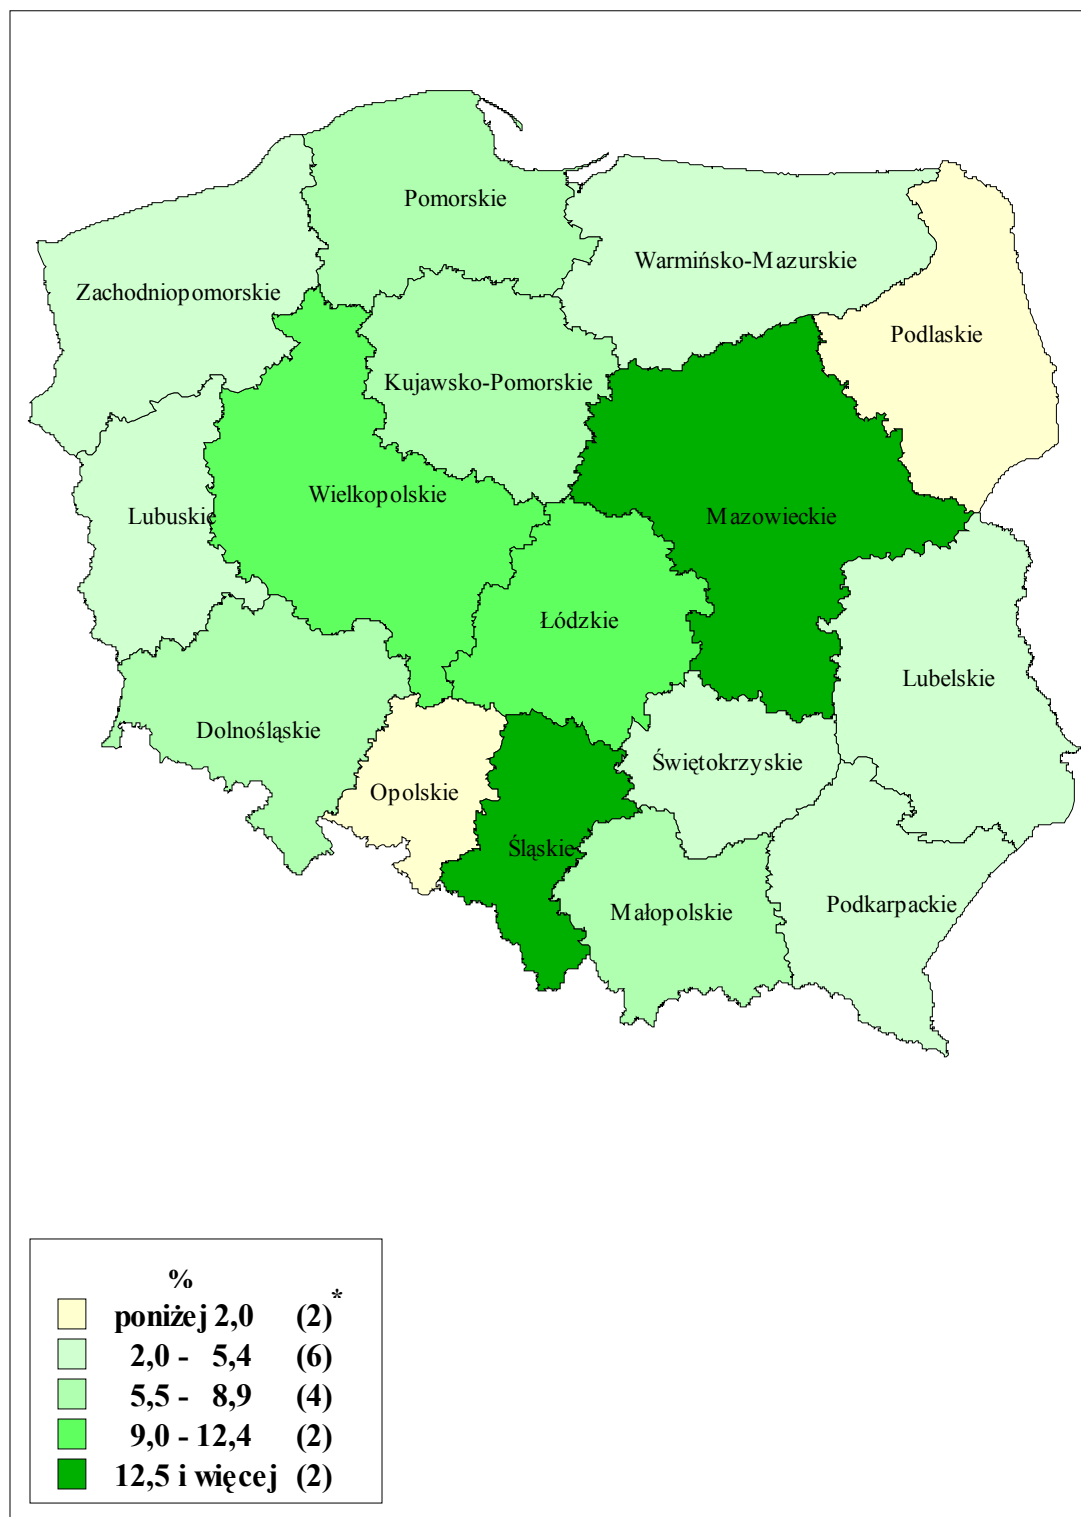 Pomorskie
Warmińsko-Mazurskie
Zachodniopomorskie
Podlaskie
Kujawsko-Pomorskie
Wielkopolskie
Lubuskie
Mazowieckie
Łódzkie
Lubelskie
Dolnośląskie
Świętokrzyskie
Opolskie
Śląskie
Podkarpackie
Małopolskie
%
poniżej 2,0 (2)*
2,0 - 5,4 (6)
5,5 - 8,9 (4)
9,0 - 12,4 (2)
12,5 i więcej (2)